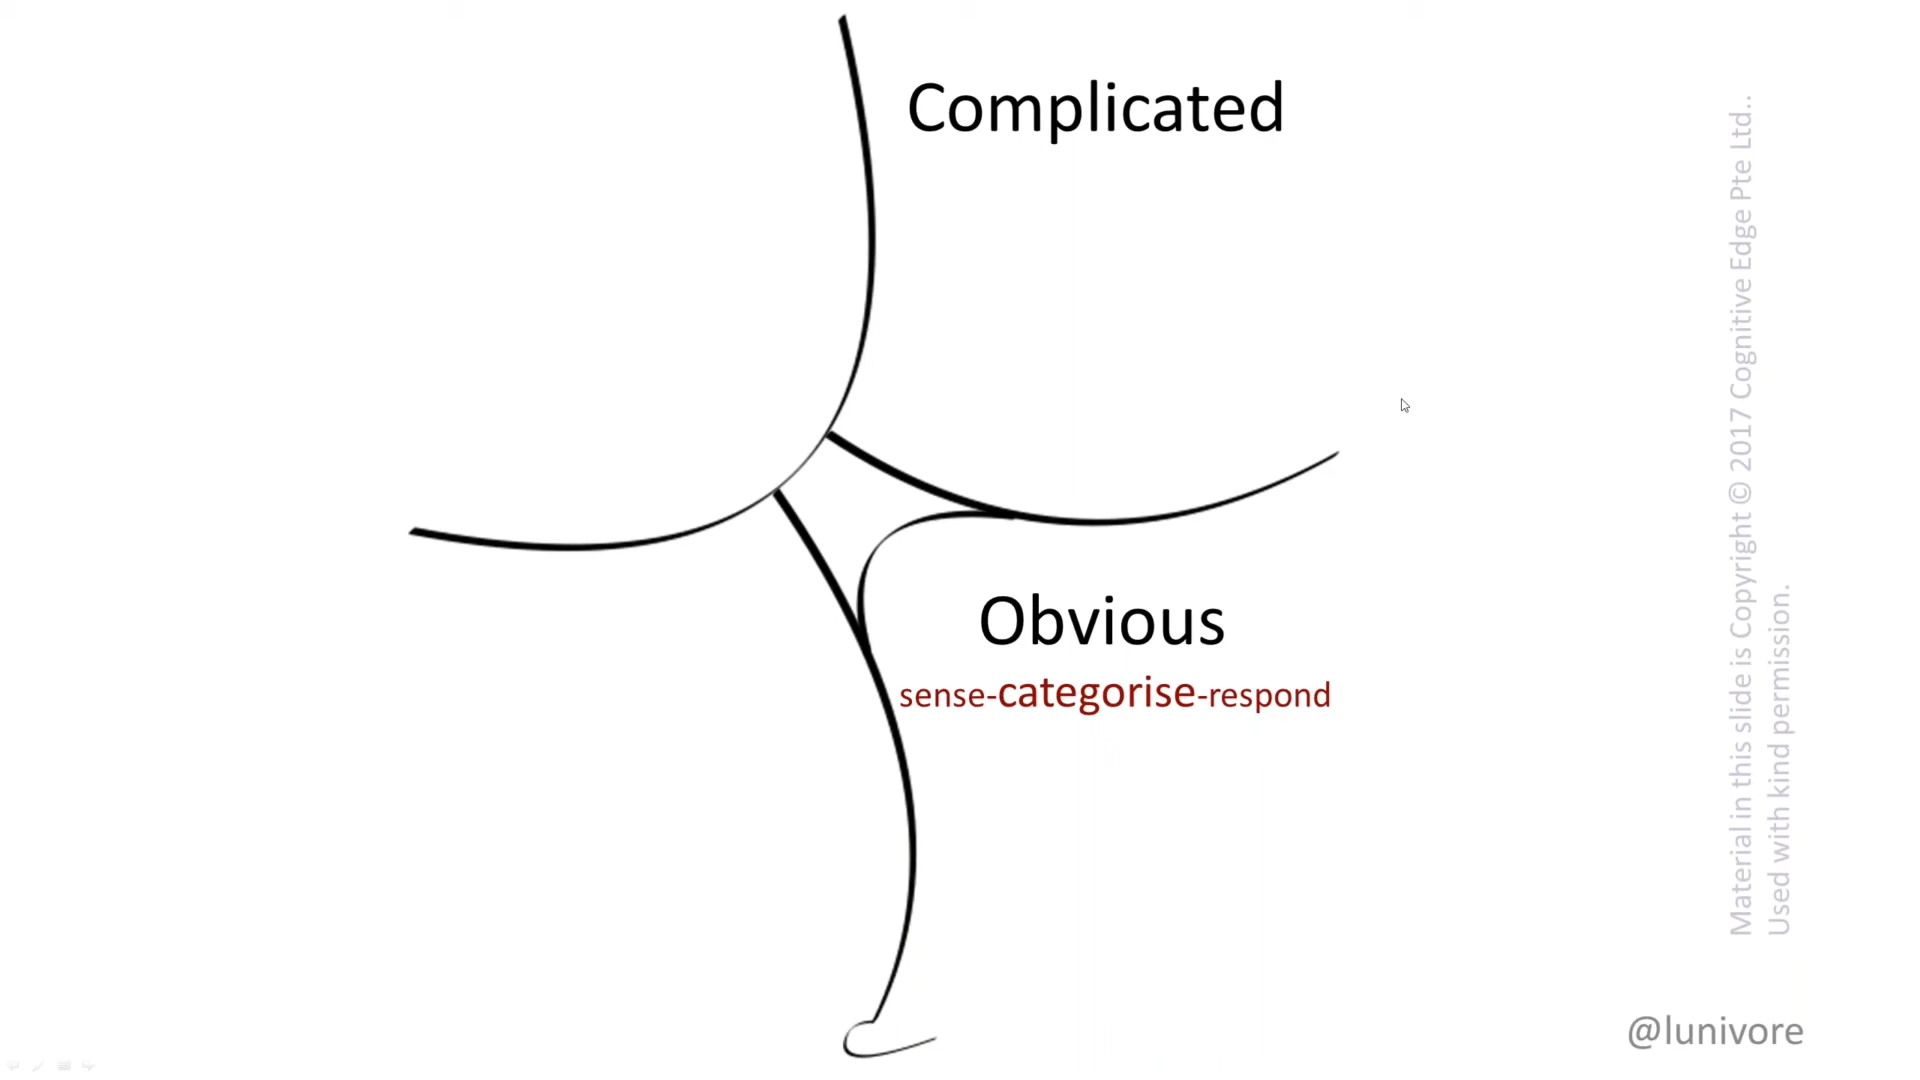 Complicated
Obvious
sense-categorise-respond
Material in this slide is Copyright © 2017 Cognitive Edge Pte Ltd..
Used with kind permission.
@lunivore